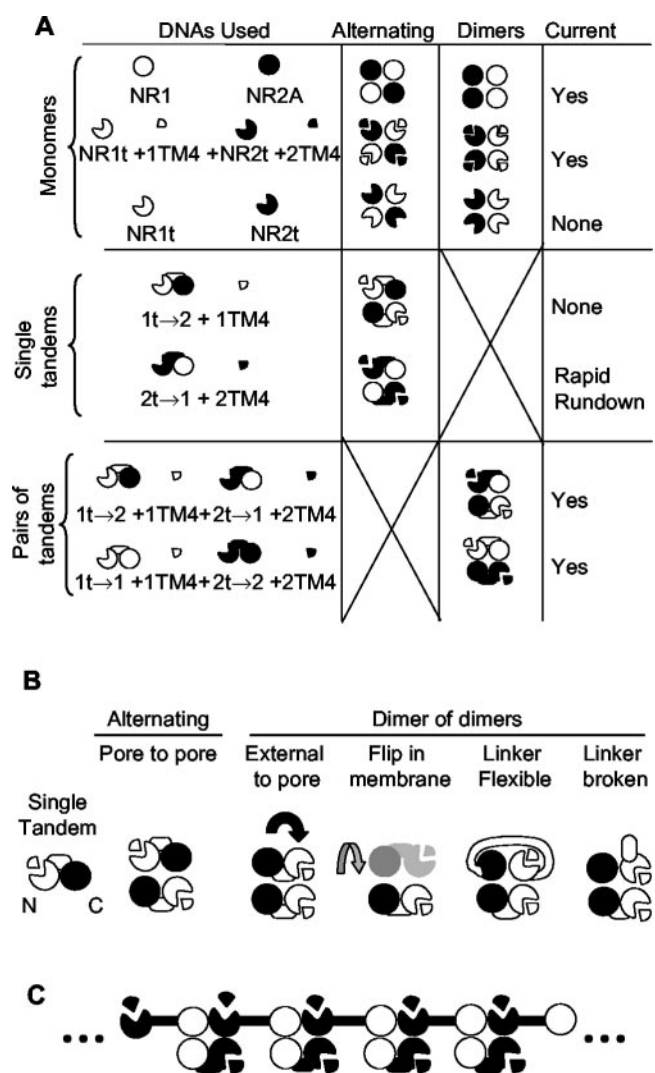 A
DNAs Used Alternating Dimers Current
Monomers
NR1 NR2A Yes
NR1t +1TM4 +NR2t +2TM4 Yes
NR1t NR2t None
Single tandems
1t→2 + 1TM4 None
2t→1 + 2TM4 Rapid Rundown
Pairs of tandems
1t→2 +1TM4+2t→1 +2TM4 Yes
1t→1 +1TM4+2t→2 +2TM4 Yes
B
Alternating Dimer of dimers
Pore to pore External to pore Flip in membrane Linker Flexible Linker broken
Single Tandem
N C
C
... ...